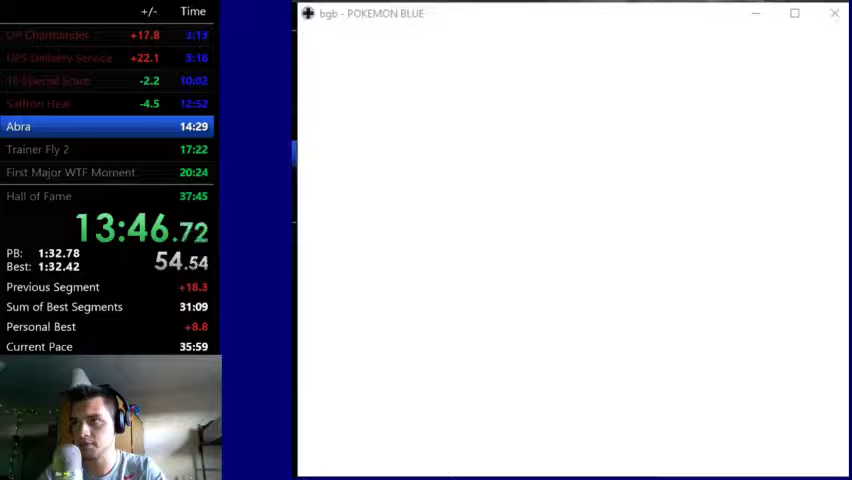 +/- Time
DP Charmander +17.8 3:13
UPS Delivery Service +22.1 5:16
-2.2 10:02
Saffron Heal -4.5 12:52
Abra 14:29
Trainer Fly 2 17:22
First Major WTF Moment 20:24
Hall of Fame 37:45
13:46.72
PB: 1:32.78
Best: 1:32.42
54.54
Previous Segment +18.3
Sum of Best Segments 31:09
Personal Best +8.8
Current Pace 35:59
bgb - POKEMON BLUE